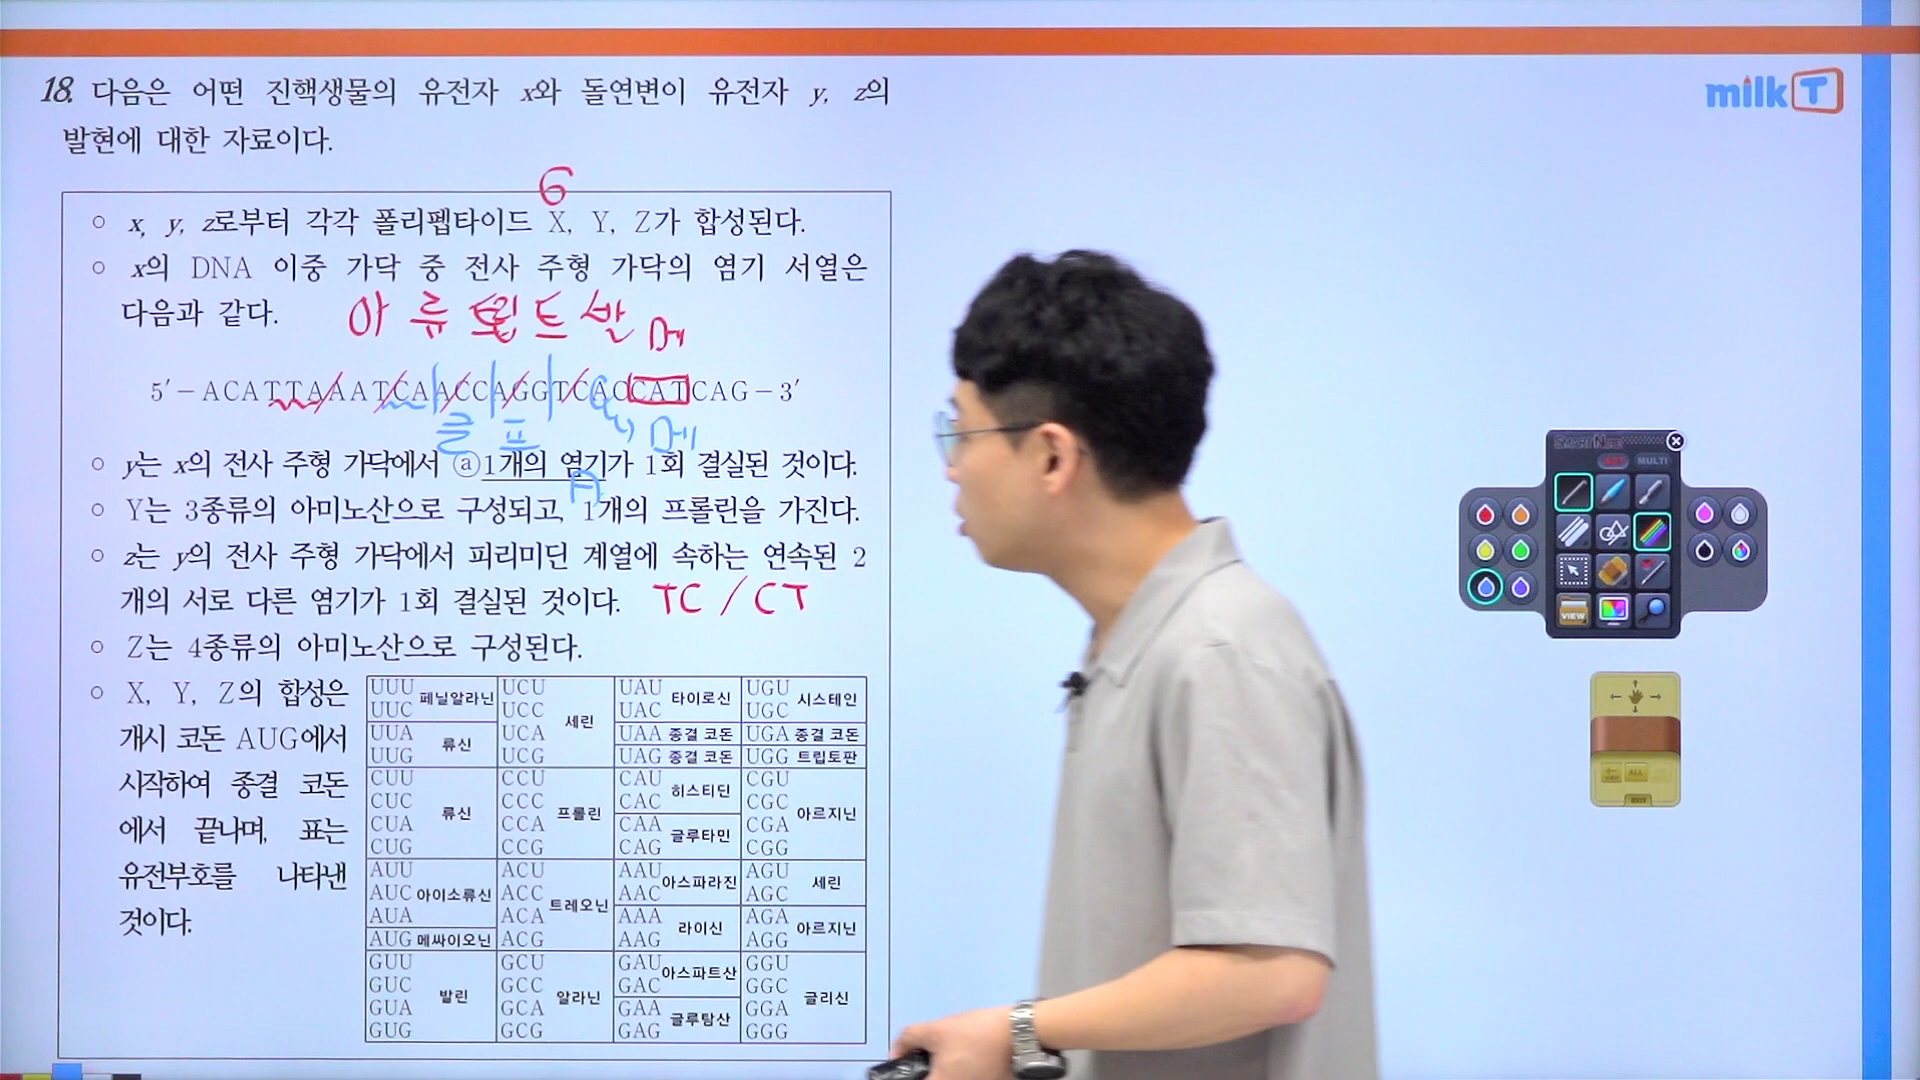 milk T
18. 다음은 어떤 진핵생물의 유전자 x와 돌연변이 유전자 y, z의
발현에 대한 자료이다.
6
○ x, y, z로부터 각각 폴리펩타이드 X, Y, Z가 합성된다.
○ x의 DNA 이중 가닥 중 전사 주형 가닥의 염기 서열은
다음과 같다.
아 류 트립 트 발 메
5′－ACATTAAATCAACCAGGTCACCATCAG－3′
글 프 메
○ y는 x의 전사 주형 가닥에서 ⓐ1개의 염기가 1회 결실된 것이다.
A
○ Y는 3종류의 아미노산으로 구성되고, 1개의 프롤린을 가진다.
○ z는 y의 전사 주형 가닥에서 피리미딘 계열에 속하는 연속된 2
개의 서로 다른 염기가 1회 결실된 것이다. TC / CT
○ Z는 4종류의 아미노산으로 구성된다.
○ X, Y, Z의 합성은
개시 코돈 AUG에서
시작하여 종결 코돈
에서 끝나며, 표는
유전부호를 나타낸
것이다.
UUU 페닐알라닌 UCU 세린 UAU 타이로신 UGU 시스테인
UUC UCC UAC UGC
UUA 류신 UCA UAA 종결 코돈 UGA 종결 코돈
UUG UCG UAG 종결 코돈 UGG 트립토판
CUU 류신 CCU 프롤린 CAU 히스티딘 CGU 아르지닌
CUC CCC CAC CGC
CUA CCA CAA 글루타민 CGA
CUG CCG CAG CGG
AUU 아이소류신 ACU 트레오닌 AAU 아스파라진 AGU 세린
AUC ACC AAC AGC
AUA ACA AAA 라이신 AGA 아르지닌
AUG 메싸이오닌 ACG AAG AGG
GUU 발린 GCU 알라닌 GAU 아스파트산 GGU 글리신
GUC GCC GAC GGC
GUA GCA GAA 글루탐산 GGA
GUG GCG GAG GGG
MULTI
VIEW
ALL